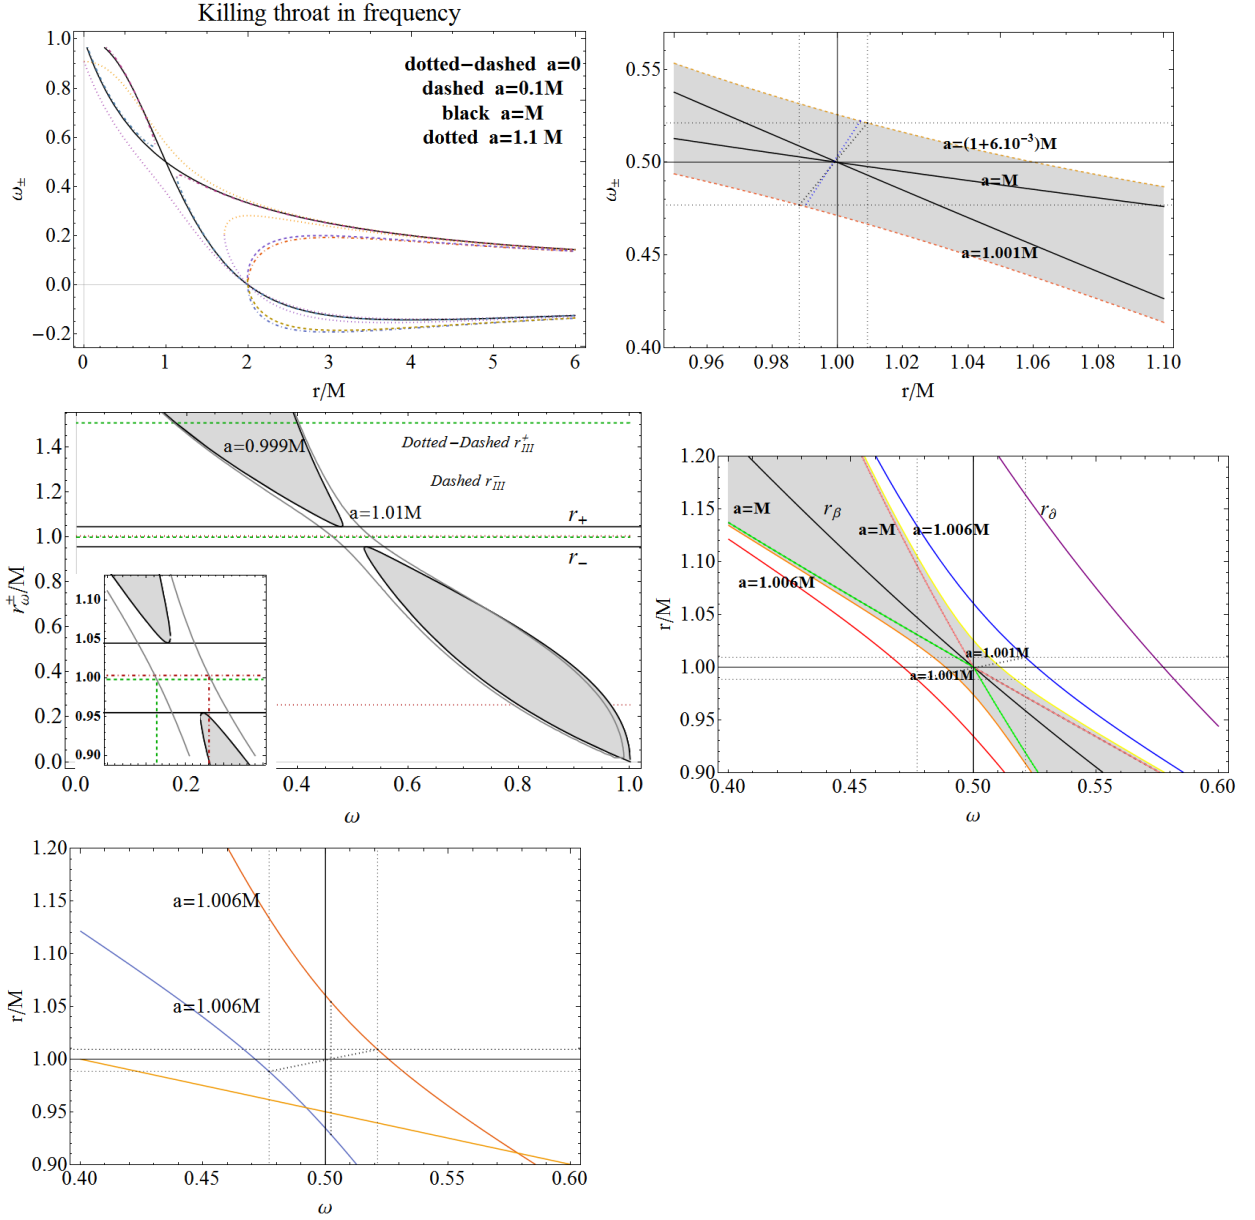 Killing throat in frequency
dotted-dashed a=0
dashed a=0.1M
black a=M
dotted a=1.1 M
1.0
0.8
0.6
0.4
0.2
0.0
-0.2
ω±
0 1 2 3 4 5 6
r/M
0.55
0.50
0.45
0.40
ω±
a=(1+6.10⁻³)M
a=M
a=1.001M
0.96 0.98 1.00 1.02 1.04 1.06 1.08 1.10
r/M
1.4
1.2
1.0
0.8
0.6
0.4
0.2
0.0
r_ω^±/M
a=0.999M
Dotted-Dashed r_III^+
Dashed r_III^-
a=1.01M
r₊
r₋
1.10
1.05
1.00
0.95
0.90
0.0 0.2 0.4 0.6 0.8 1.0
ω
1.20
1.15
1.10
1.05
1.00
0.95
0.90
r/M
a=M
r_β
a=M
a=1.006M
r_∂
a=1.006M
a=1.001M
a=1.001M
0.40 0.45 0.50 0.55 0.60
ω
1.20
1.15
1.10
1.05
1.00
0.95
0.90
r/M
a=1.006M
a=1.006M
0.40 0.45 0.50 0.55 0.60
ω